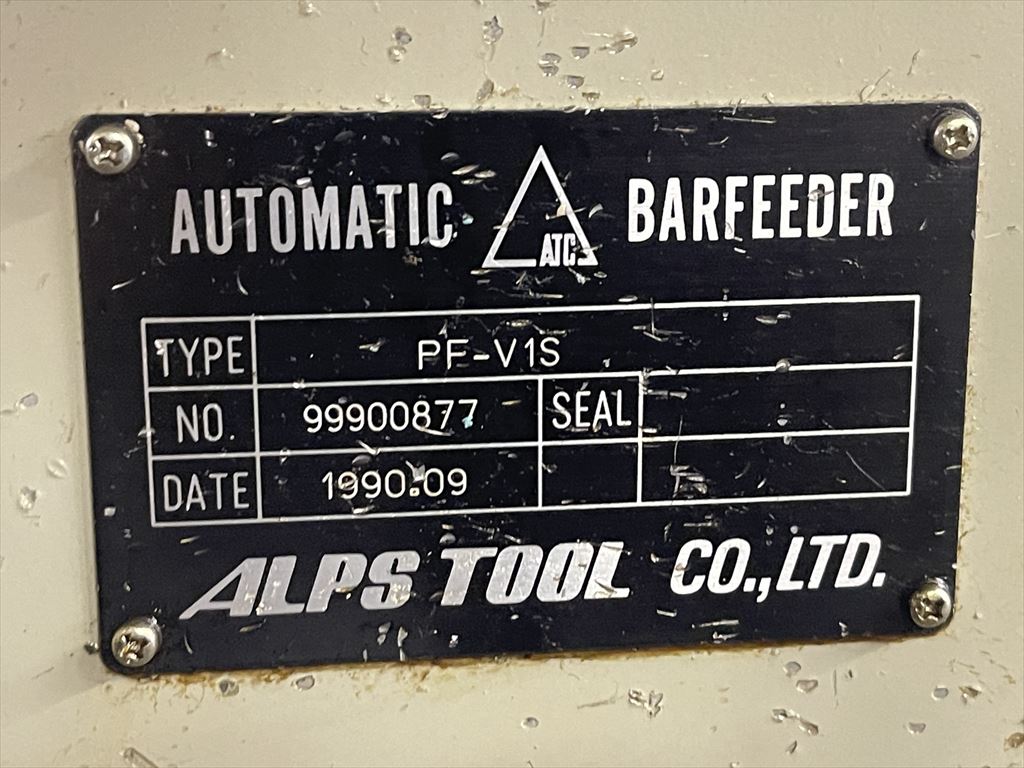 AUTOMATIC ATC BARFEEDER
TYPE PF-V1S
NO. 99900877 SEAL
DATE 1990.09
ALPS TOOL CO.,LTD.